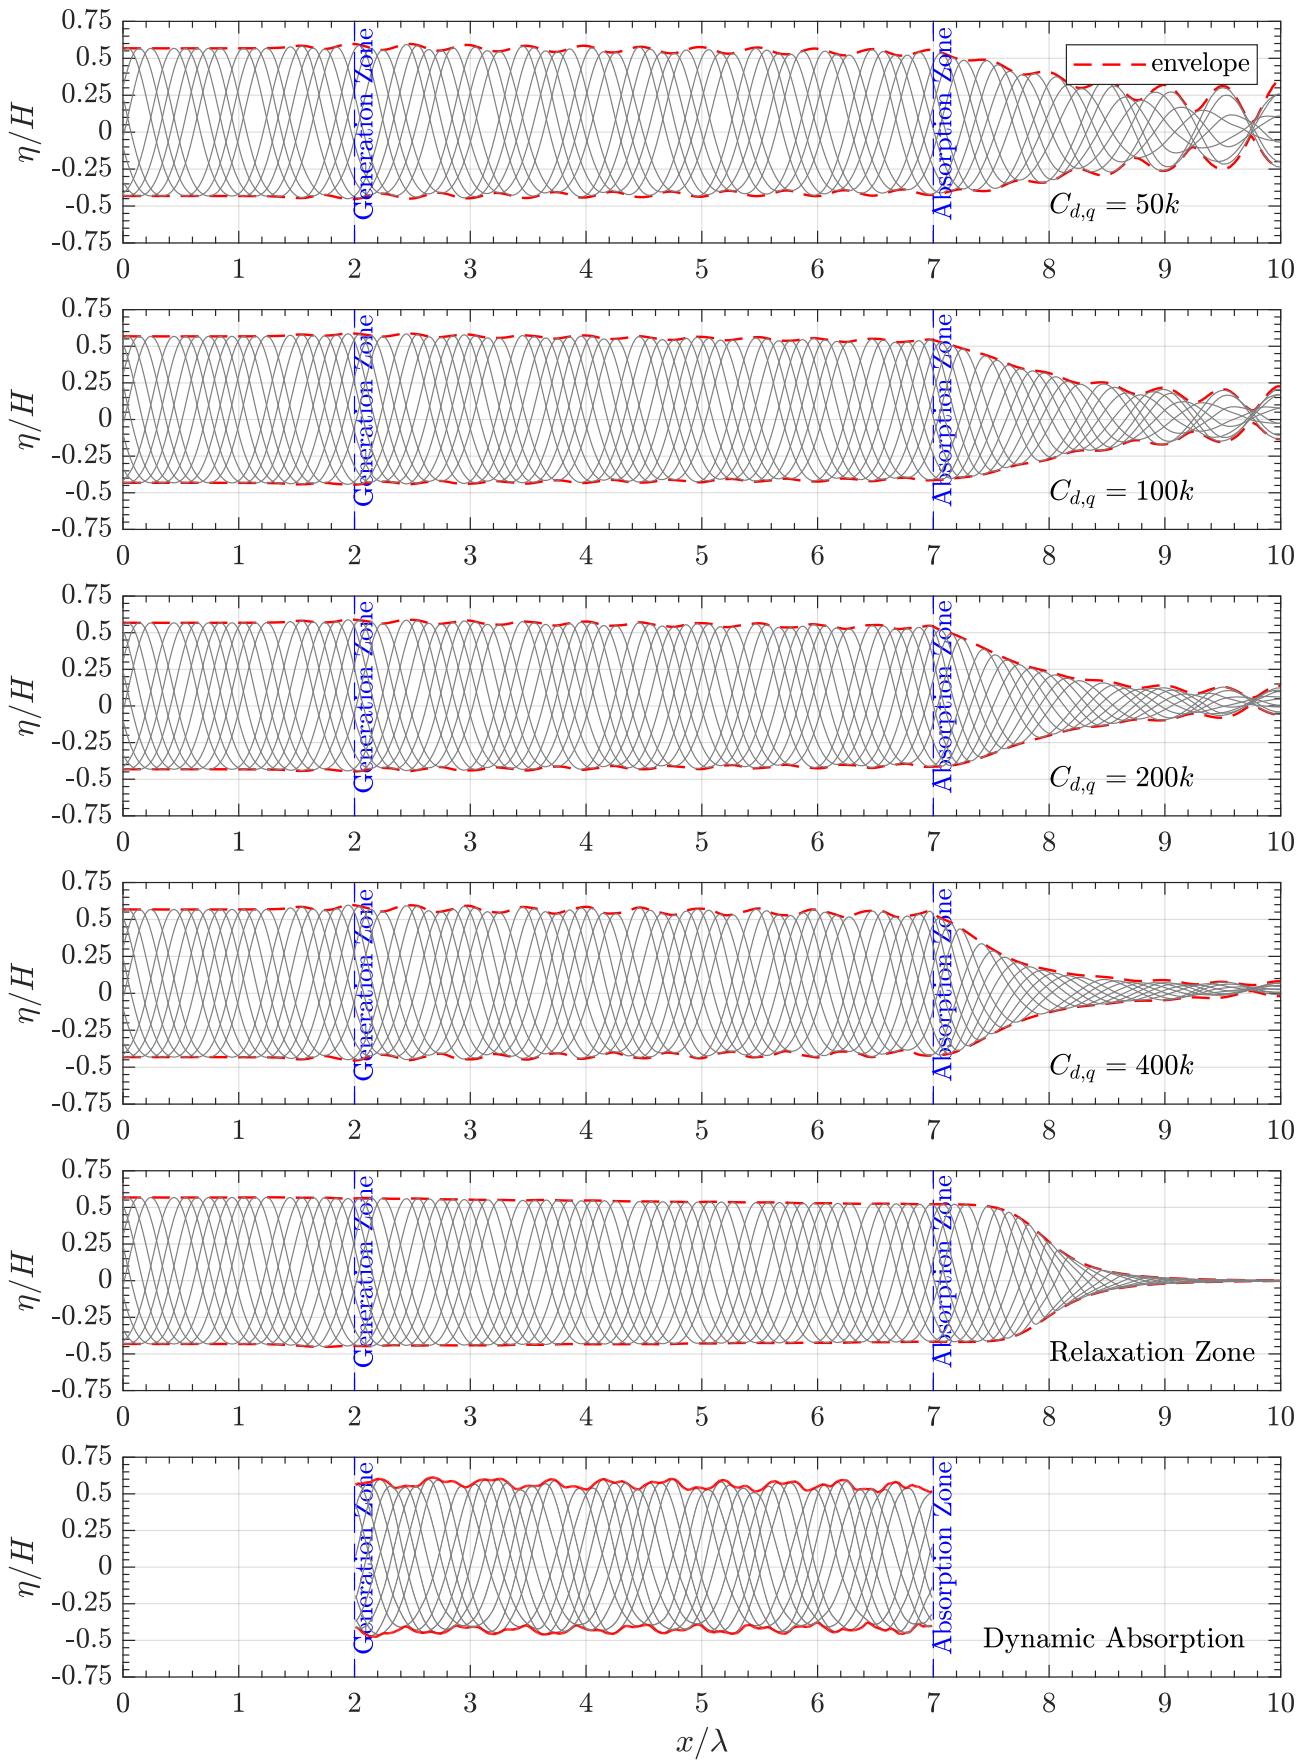 0.75
0.5
0.25
0
-0.25
-0.5
-0.75
η/H
Generation Zone
Absorption Zone
envelope
C_{d,q} = 50k
0 1 2 3 4 5 6 7 8 9 10
0.75
0.5
0.25
0
-0.25
-0.5
-0.75
η/H
Generation Zone
Absorption Zone
C_{d,q} = 100k
0 1 2 3 4 5 6 7 8 9 10
0.75
0.5
0.25
0
-0.25
-0.5
-0.75
η/H
Generation Zone
Absorption Zone
C_{d,q} = 200k
0 1 2 3 4 5 6 7 8 9 10
0.75
0.5
0.25
0
-0.25
-0.5
-0.75
η/H
Generation Zone
Absorption Zone
C_{d,q} = 400k
0 1 2 3 4 5 6 7 8 9 10
0.75
0.5
0.25
0
-0.25
-0.5
-0.75
η/H
Generation Zone
Absorption Zone
Relaxation Zone
0 1 2 3 4 5 6 7 8 9 10
0.75
0.5
0.25
0
-0.25
-0.5
-0.75
η/H
Generation Zone
Absorption Zone
Dynamic Absorption
0 1 2 3 4 5 6 7 8 9 10
x/λ